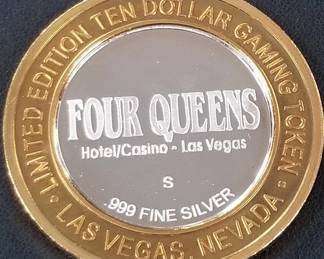 LIMITED EDITION TEN DOLLAR GAMING TOKEN
FOUR QUEENS
Hotel/Casino - Las Vegas
S
.999 FINE SILVER
• LAS VEGAS, NEVADA •